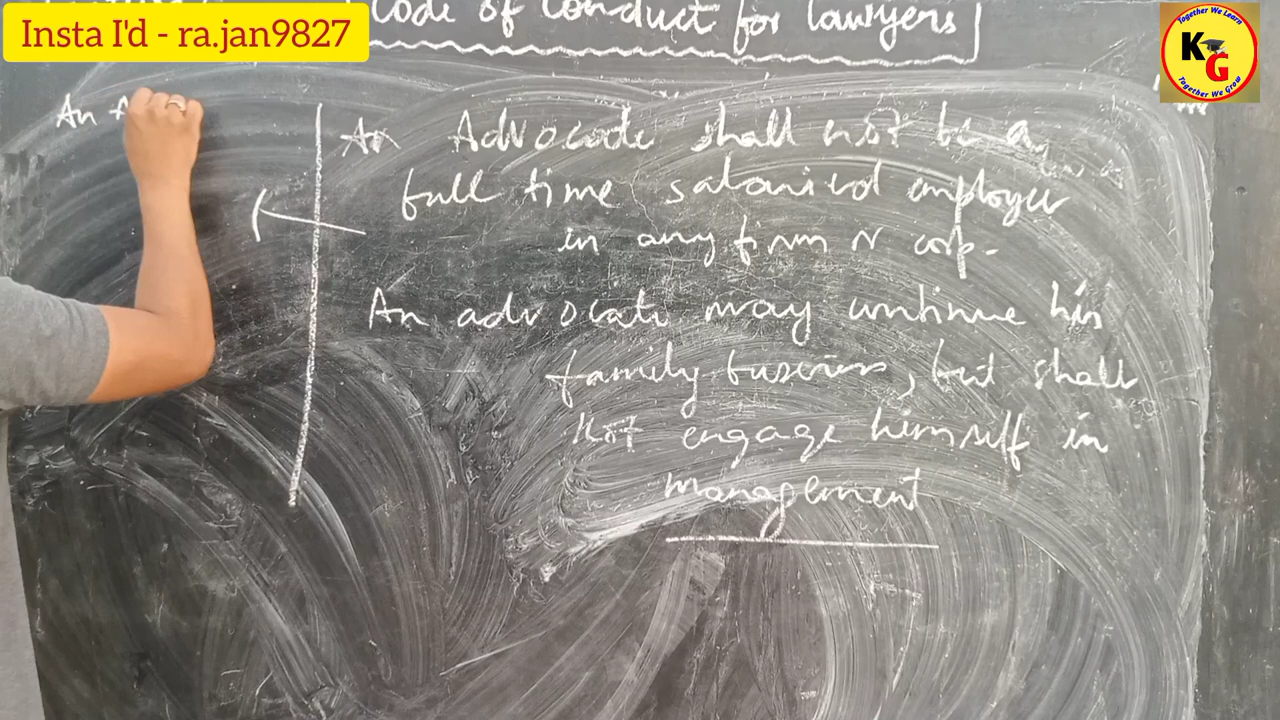 Insta I'd - ra.jan9827
Code of conduct for lawyers
Together We Learn
KG
Together We Grow
An A
An Advocate shall not be a
full time salaried employee
in any firm or corp.
An advocate may continue his
family business, but shall
not engage himself in
management